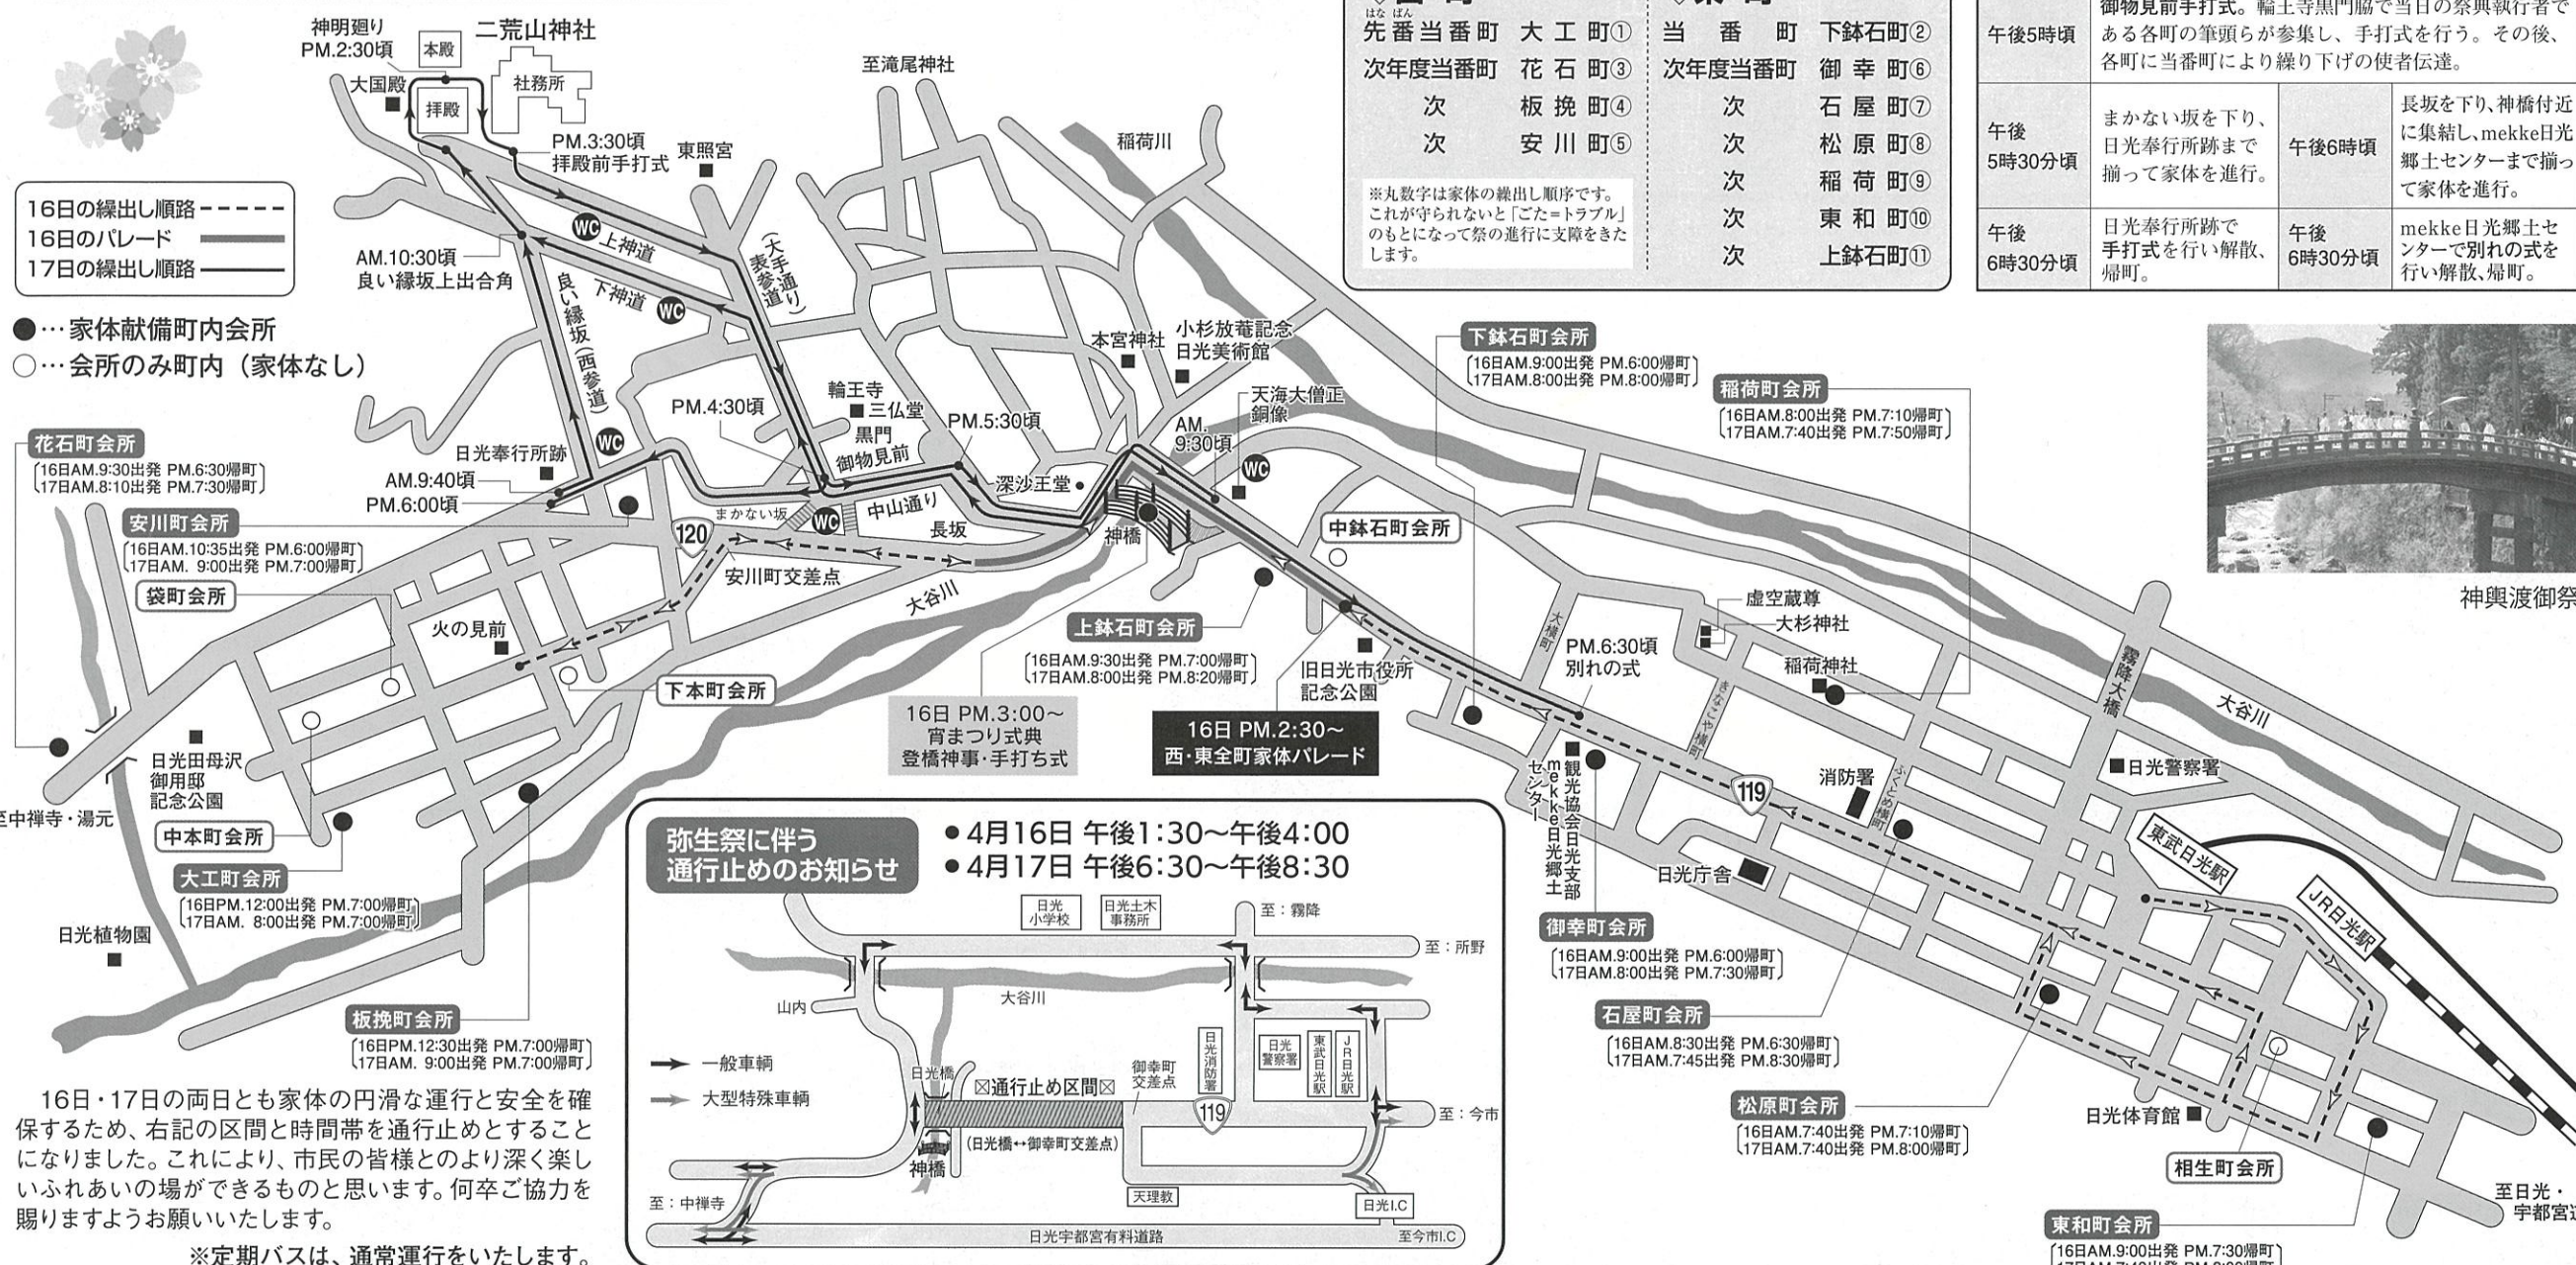 神明廻り
PM.2:30頃
二荒山神社
本殿
社務所
大国殿
拝殿
PM.3:30頃
拝殿前手打式
東照宮
至滝尾神社
稲荷川
16日の繰出し順路
16日のパレード
17日の繰出し順路
●…家体献備町内会所
○…会所のみ町内（家体なし）
AM.10:30頃
良い縁坂上出合角
WC
上神道
下神道
WC
（大手通り）
表参道
良い縁坂（西参道）
はな ばん
先番当番町 大工町①
次年度当番町 花石町③
次 板挽町④
次 安川町⑤
※丸数字は家体の繰出し順序です。
これが守られないと「ごた＝トラブル」
のもとになって祭の進行に支障をきた
します。
当番町 下鉢石町②
次年度当番町 御幸町⑥
次 石屋町⑦
次 松原町⑧
次 稲荷町⑨
次 東和町⑩
次 上鉢石町⑪
午後5時頃
御物見前手打式。輪王寺黒門脇で当日の祭典執行者で
ある各町の筆頭らが参集し、手打式を行う。その後、
各町に当番町により繰り下げの使者伝達。
午後
5時30分頃
まかない坂を下り、
日光奉行所跡まで
揃って家体を進行。
午後6時頃
長坂を下り、神橋付近
に集結し、mekke日光
郷土センターまで揃っ
て家体を進行。
午後
6時30分頃
日光奉行所跡で
手打式を行い解散、
帰町。
午後
6時30分頃
mekke日光郷土セ
ンターで別れの式を
行い解散、帰町。
神輿渡御祭
花石町会所
16日AM.9:30出発 PM.6:30帰町
17日AM.8:10出発 PM.7:30帰町
日光奉行所跡
AM.9:40頃
PM.6:00頃
WC
PM.4:30頃
輪王寺
三仏堂
黒門
御物見前
PM.5:30頃
深沙王堂
本宮神社
小杉放菴記念
日光美術館
天海大僧正
銅像
AM.
9:30頃
WC
下鉢石町会所
16日AM.9:00出発 PM.6:00帰町
17日AM.8:00出発 PM.8:00帰町
稲荷町会所
16日AM.8:00出発 PM.7:10帰町
17日AM.7:40出発 PM.7:50帰町
安川町会所
16日AM.10:35出発 PM.6:00帰町
17日AM. 9:00出発 PM.7:00帰町
まかない坂
WC
中山通り
長坂
神橋
120
安川町交差点
大谷川
中鉢石町会所
袋町会所
火の見前
下本町会所
上鉢石町会所
16日AM.9:30出発 PM.7:00帰町
17日AM.8:00出発 PM.8:20帰町
16日 PM.3:00～
宵まつり式典
登橋神事・手打ち式
旧日光市役所
記念公園
16日 PM.2:30～
西・東全町家体パレード
大横町
PM.6:30頃
別れの式
虚空蔵尊
大杉神社
稲荷神社
きなこや横町
霧降大橋
大谷川
日光田母沢
御用邸
記念公園
至中禅寺・湯元
中本町会所
大工町会所
16日PM.12:00出発 PM.7:00帰町
17日AM. 8:00出発 PM.7:00帰町
日光植物園
板挽町会所
16日PM.12:30出発 PM.7:00帰町
17日AM. 9:00出発 PM.7:00帰町
観光協会日光支部
mekke日光郷土
センター
119
消防署
ふくとめ横町
日光警察署
東武日光駅
JR日光駅
日光庁舎
御幸町会所
16日AM.9:00出発 PM.6:00帰町
17日AM.8:00出発 PM.7:30帰町
石屋町会所
16日AM.8:30出発 PM.6:30帰町
17日AM.7:45出発 PM.8:30帰町
松原町会所
16日AM.7:40出発 PM.7:10帰町
17日AM.7:40出発 PM.8:00帰町
日光体育館
相生町会所
至日光・
東和町会所
16日AM.9:00出発 PM.7:30帰町
弥生祭に伴う
通行止めのお知らせ
●4月16日 午後1:30～午後4:00
●4月17日 午後6:30～午後8:30
日光
小学校
日光土木
事務所
至：霧降
至：所野
山内
大谷川
一般車輌
大型特殊車輌
日光橋
☒通行止め区間☒
御幸町
交差点
日光消防署
日光
警察署
東武日光駅
JR日光駅
119
至：今市
（日光橋↔御幸町交差点）
神橋
至：中禅寺
天理教
日光I.C
日光宇都宮有料道路
至今市I.C
16日・17日の両日とも家体の円滑な運行と安全を確
保するため、右記の区間と時間帯を通行止めとすること
になりました。これにより、市民の皆様とのより深く楽し
いふれあいの場ができるものと思います。何卒ご協力を
賜りますようお願いいたします。
※定期バスは、通常運行をいたします。